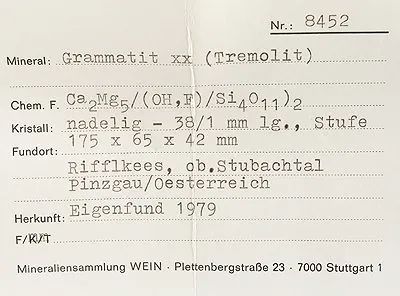 Nr.: 8452
Mineral: Grammatit xx (Tremolit)
Chem. F. Ca2Mg5/(OH,F)/Si4O11)2
Kristall: nadelig - 38/1 mm lg., Stufe
Fundort: 175 x 65 x 42 mm
Rifflkees, ob.Stubachtal
Pinzgau/Oesterreich
Herkunft: Eigenfund 1979
F/K/T
Mineraliensammlung WEIN · Plettenbergstraße 23 · 7000 Stuttgart 1